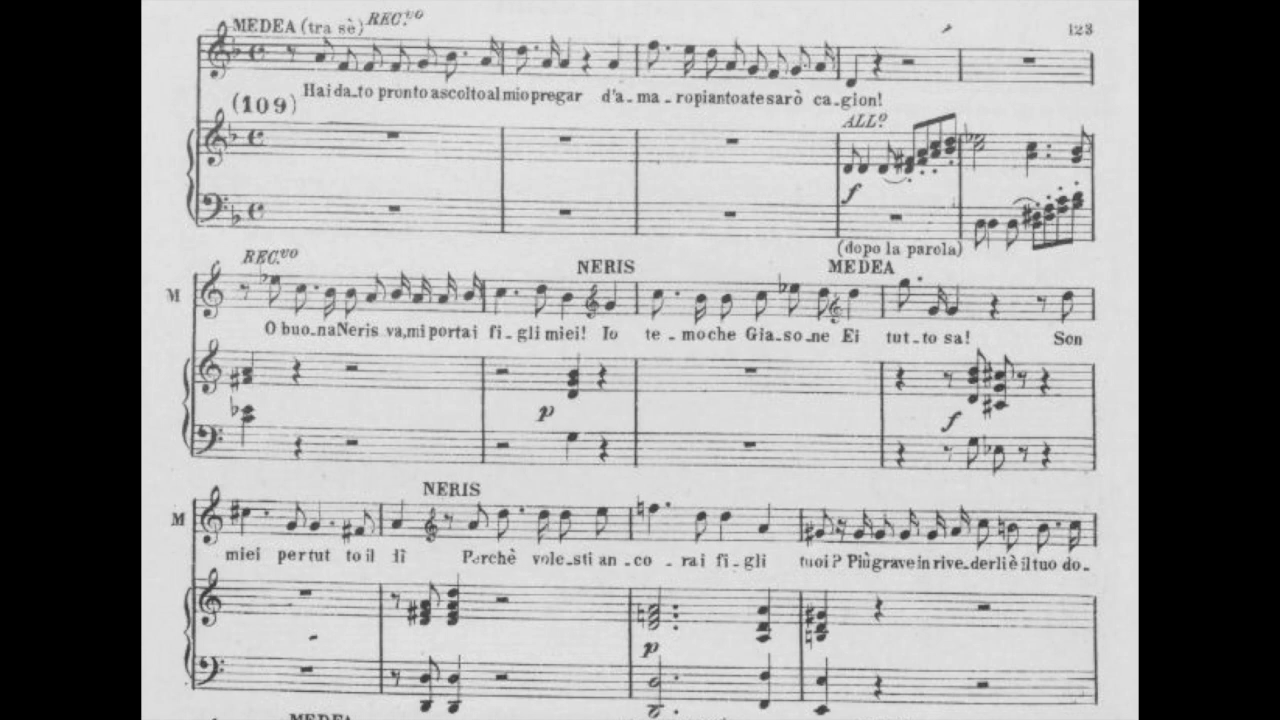 MEDEA (tra sè) REC.vo 123
Hai da_to pronto ascolto al mio pregar d'a_ma_ro pianto a te sarò ca_gion!
(109) ALL?
f
(dopo la parola)
REC.vo NERIS MEDEA
M
O buo_na Neris va, mi porta i fi_gli miei! Io te_mo che Gia_so_ne Ei tut_to sa! Son
p f
NERIS
M
miei per tut to il dì Perchè vole_sti an_co_ra i fi_gli tuoi? Più grave in rive_derli è il tuo do_
p
MEDEA